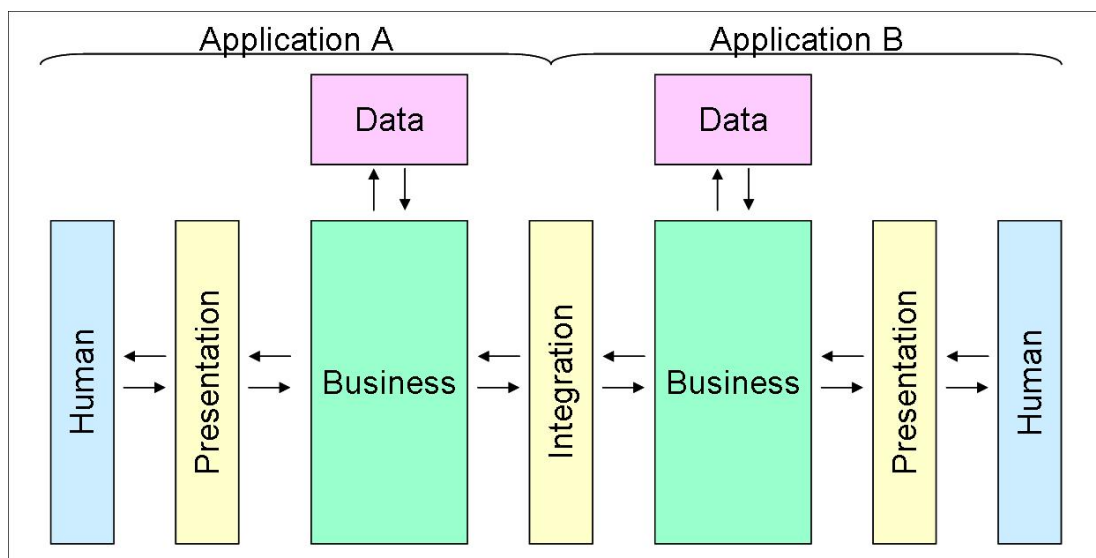 Application A
Application B
Data
Data
Human
Presentation
Business
Integration
Business
Presentation
Human